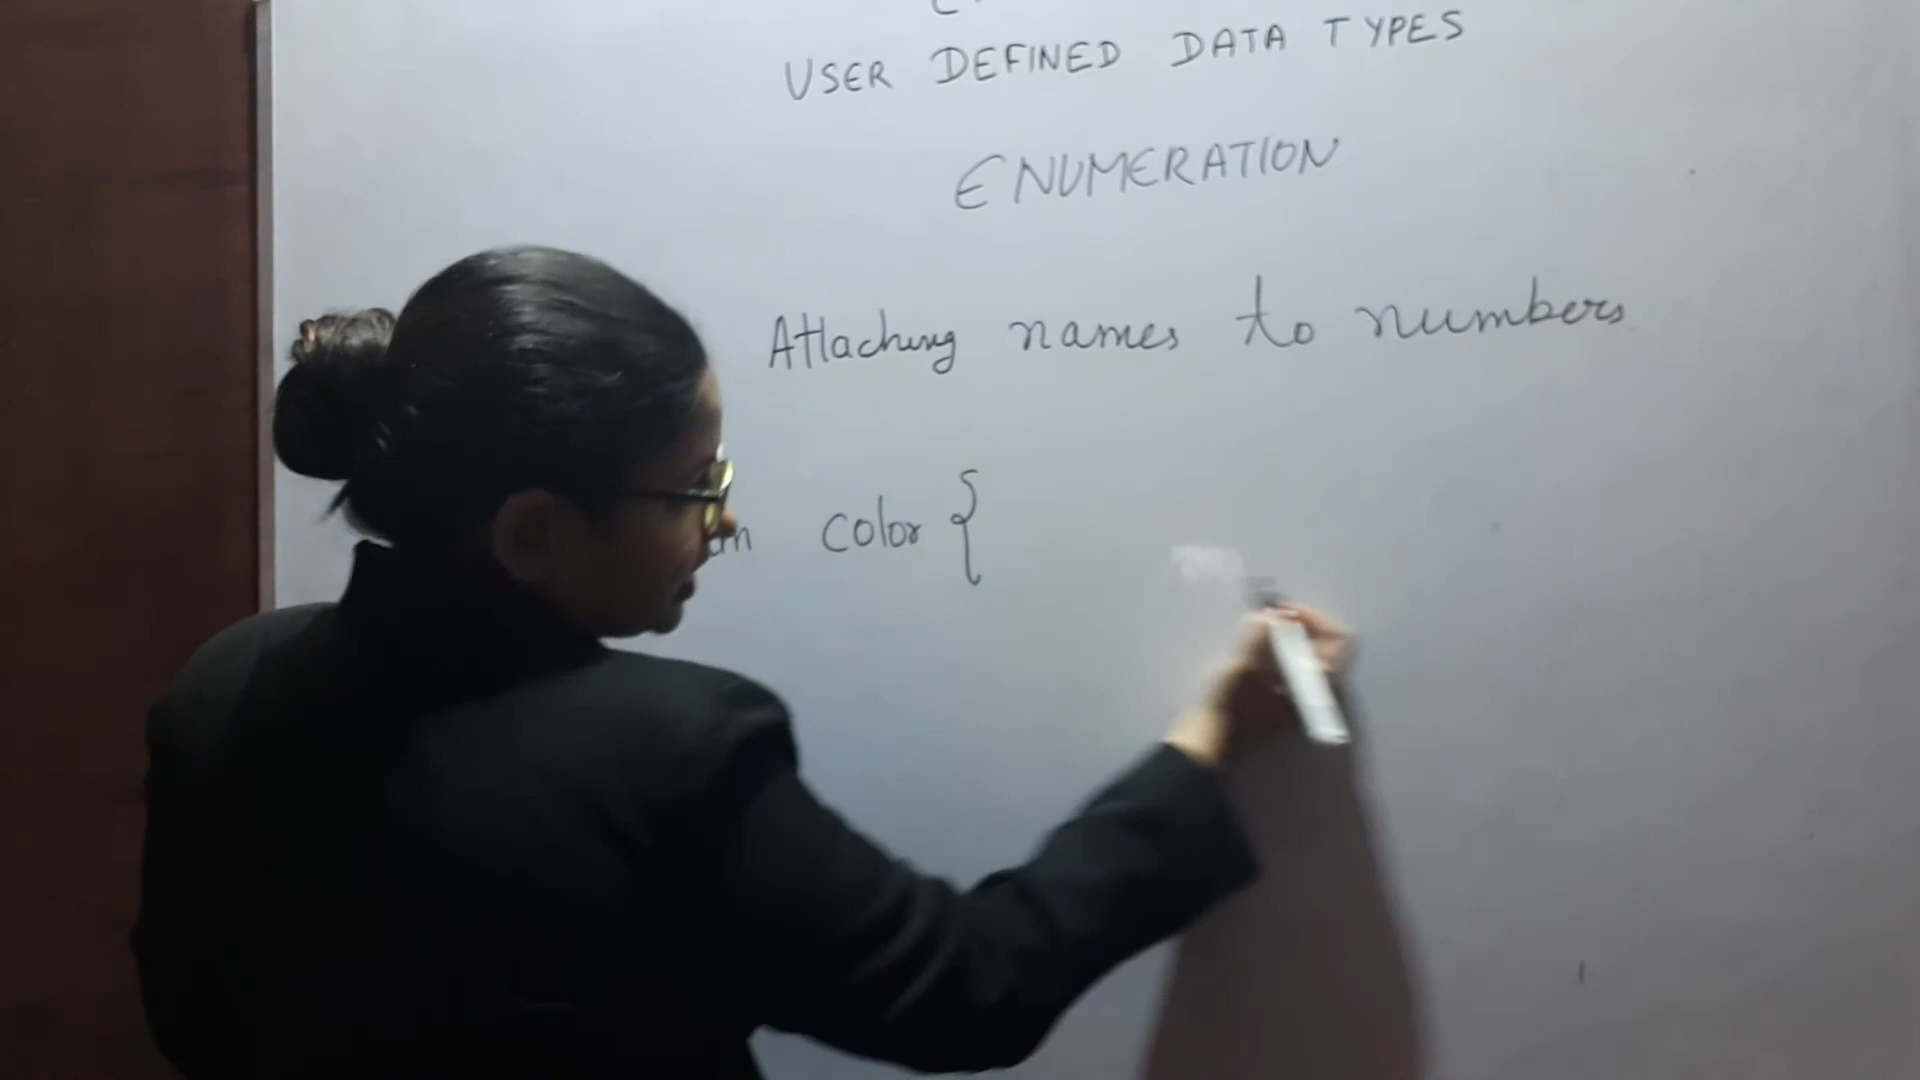 USER DEFINED DATA TYPES
ENUMERATION
Attaching names to numbers
color {